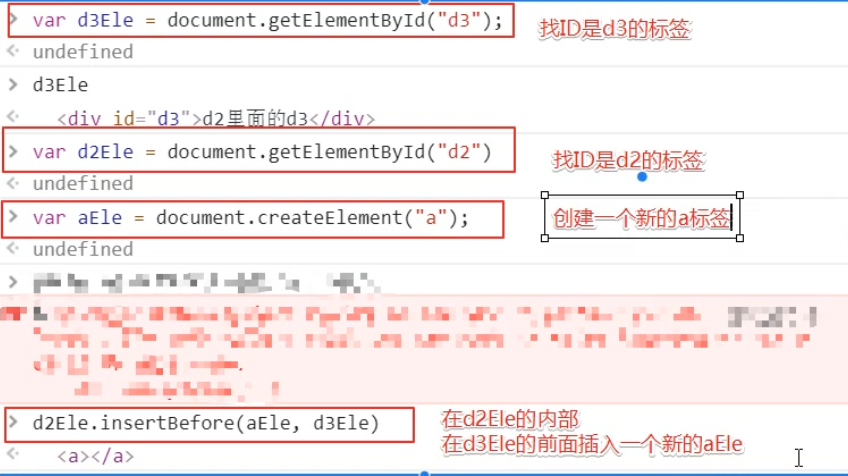 var d3Ele = document.getElementById("d3");
找ID是d3的标签
undefined
d3Ele
<div id="d3">d2里面的d3</div>
var d2Ele = document.getElementById("d2")
找ID是d2的标签
undefined
var aEle = document.createElement("a");
创建一个新的a标签
undefined
d2Ele.insertBefore(aEle, d3Ele)
在d2Ele的内部
在d3Ele的前面插入一个新的aEle
<a></a>